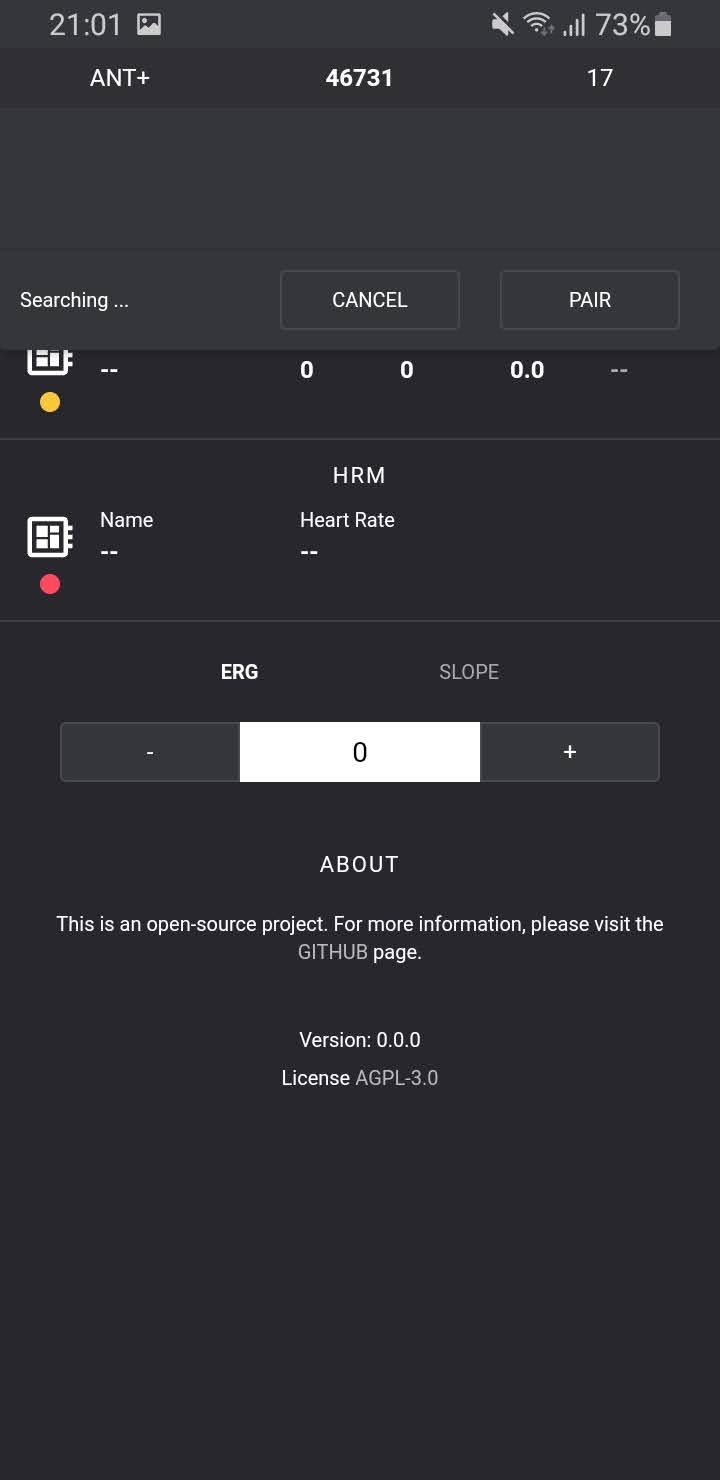 21:01 73%
ANT+ 46731 17
Searching ... CANCEL PAIR
-- 0 0 0.0 --
HRM
Name Heart Rate
-- --
ERG SLOPE
- 0 +
ABOUT
This is an open-source project. For more information, please visit the
GITHUB page.
Version: 0.0.0
License AGPL-3.0